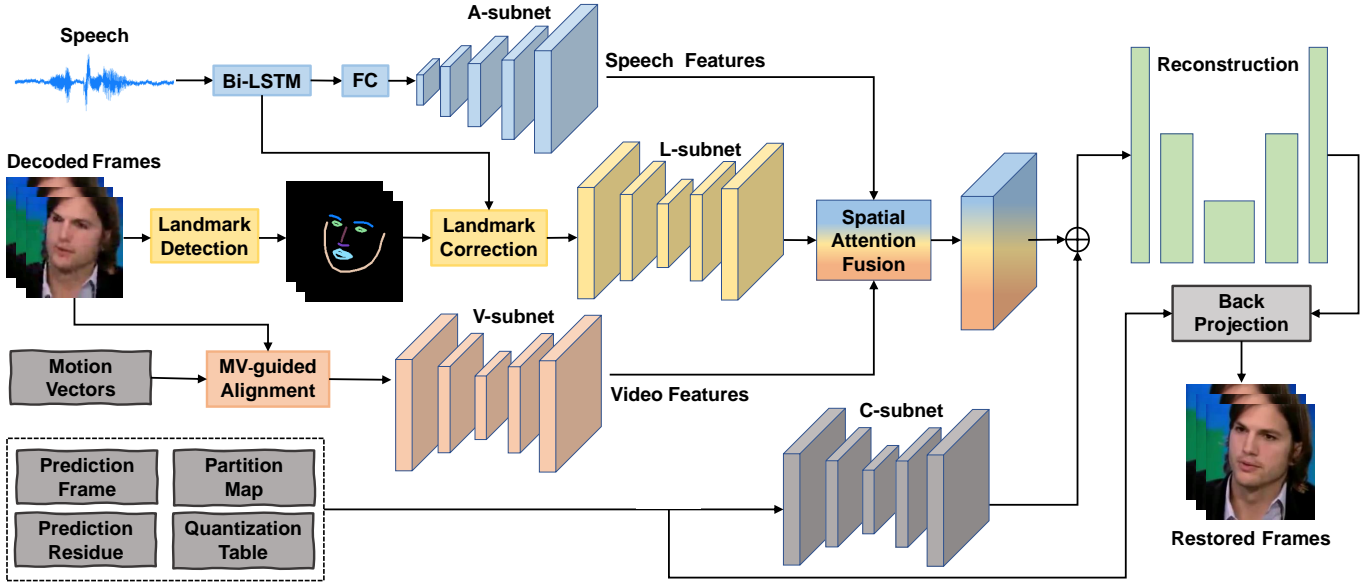 A-subnet
Speech
Bi-LSTM
FC
Speech Features
Reconstruction
Decoded Frames
Landmark
Detection
Landmark
Correction
L-subnet
Spatial
Attention
Fusion
Back
Projection
V-subnet
Motion
Vectors
MV-guided
Alignment
Video Features
C-subnet
Prediction
Frame
Partition
Map
Prediction
Residue
Quantization
Table
Restored Frames